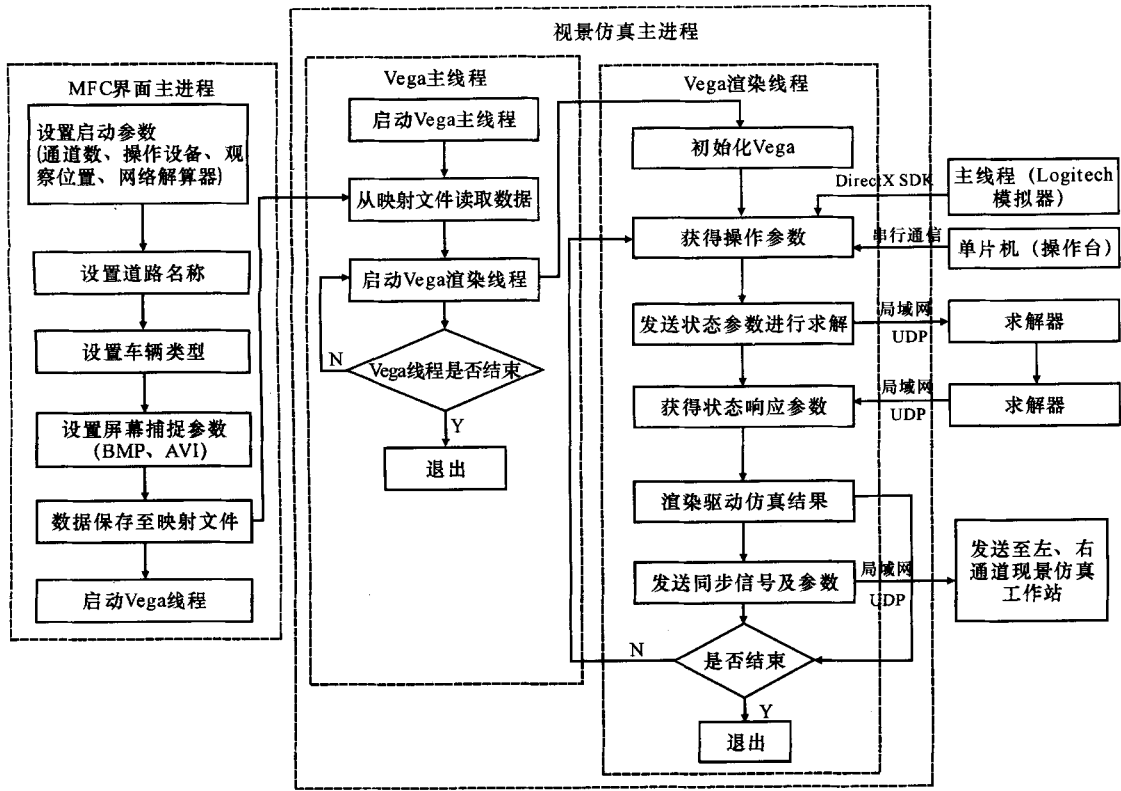 视景仿真主进程
MFC界面主进程
设置启动参数
(通道数、操作设备、观
察位置、网络解算器)
设置道路名称
设置车辆类型
设置屏幕捕捉参数
(BMP、AVI)
数据保存至映射文件
启动Vega线程
Vega主线程
启动Vega主线程
从映射文件读取数据
启动Vega渲染线程
N
Vega线程是否结束
Y
退出
Vega渲染线程
初始化Vega
获得操作参数
发送状态参数进行求解
获得状态响应参数
渲染驱动仿真结果
发送同步信号及参数
N
是否结束
Y
退出
DirectX SDK
主线程（Logitech
模拟器）
串行通信
单片机（操作台）
局域网
UDP
求解器
局域网
UDP
求解器
局域网
UDP
发送至左、右
通道现景仿真
工作站